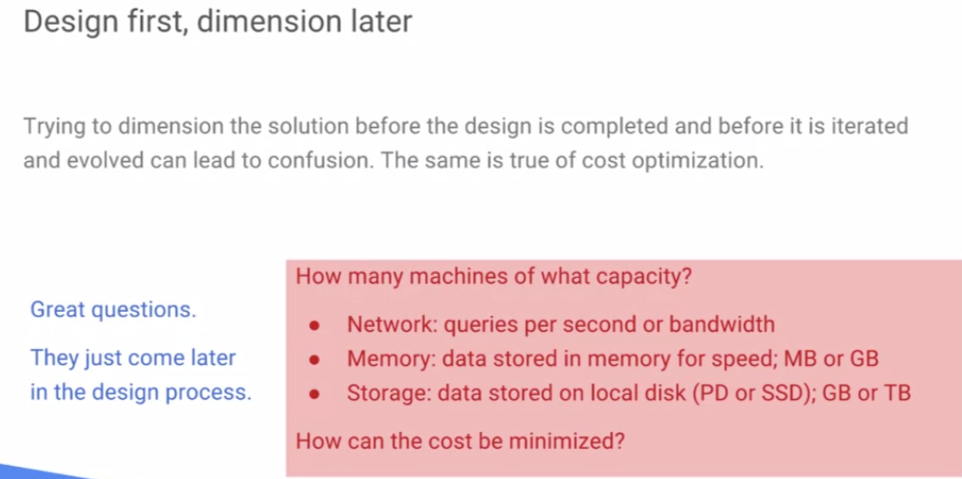 Design first, dimension later
Trying to dimension the solution before the design is completed and before it is iterated
and evolved can lead to confusion. The same is true of cost optimization.
Great questions.
They just come later
in the design process.
How many machines of what capacity?
● Network: queries per second or bandwidth
● Memory: data stored in memory for speed; MB or GB
● Storage: data stored on local disk (PD or SSD); GB or TB
How can the cost be minimized?